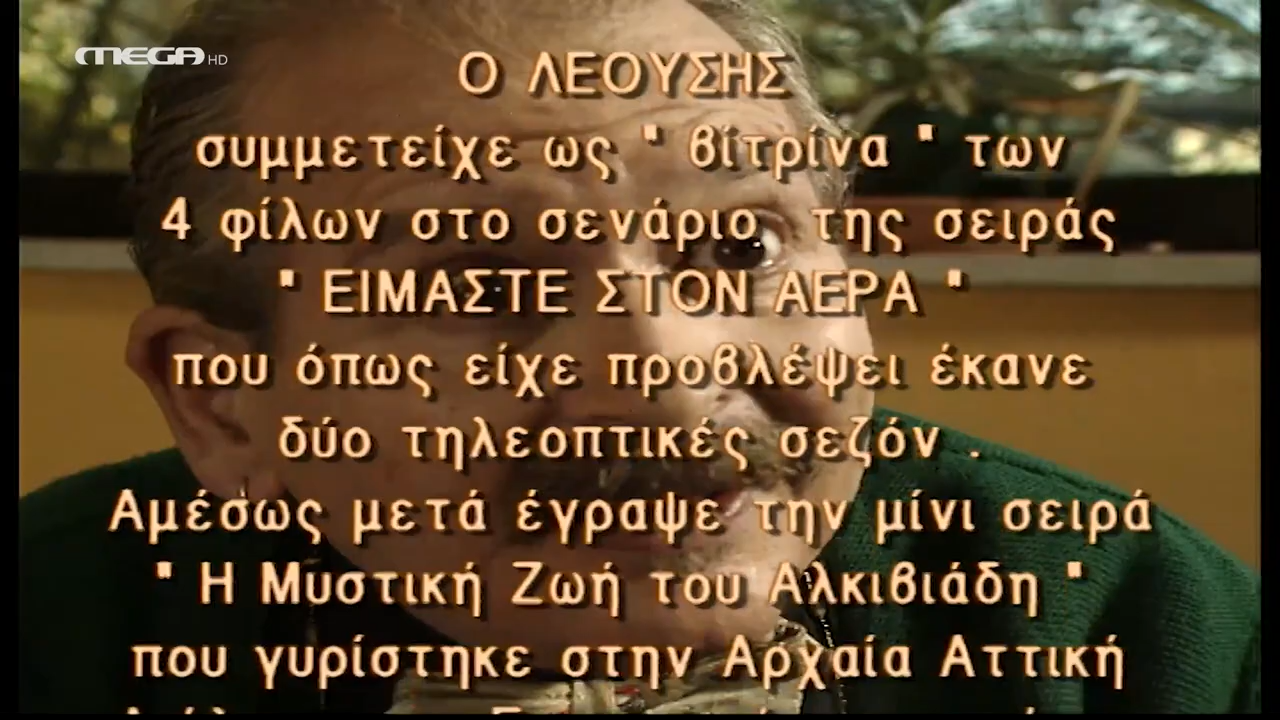 MEGA HD
Ο ΛΕΟΥΣΗΣ
συμμετείχε ως " βίτρίνα " των
4 φίλων στο σενάριο της σειράς
" ΕΙΜΑΣΤΕ ΣΤΟΝ ΑΕΡΑ "
που όπως είχε προβλέψει έκανε
δύο τηλεοπτικές σεζόν .
Αμέσως μετά έγραψε την μίνι σειρά
" Η Μυστική Ζωή του Αλκιβιάδη "
που γυρίστηκε στην Αρχαία Αττική